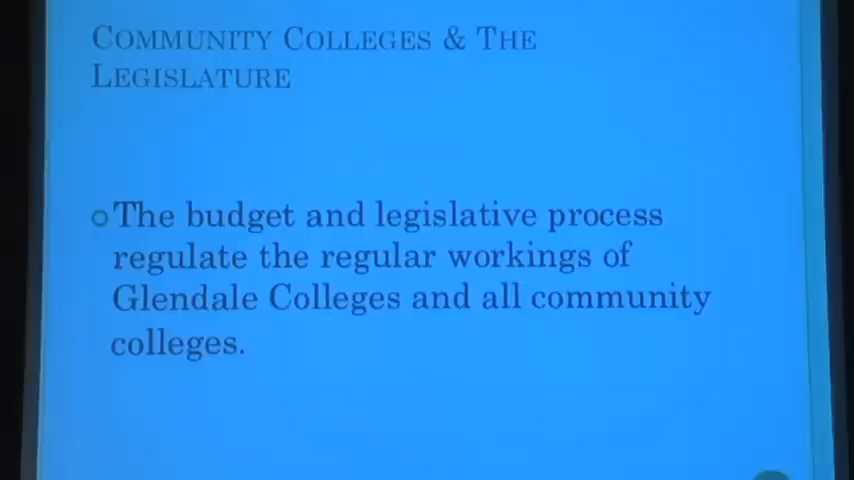 COMMUNITY COLLEGES & THE
LEGISLATURE
The budget and legislative process
regulate the regular workings of
Glendale Colleges and all community
colleges.